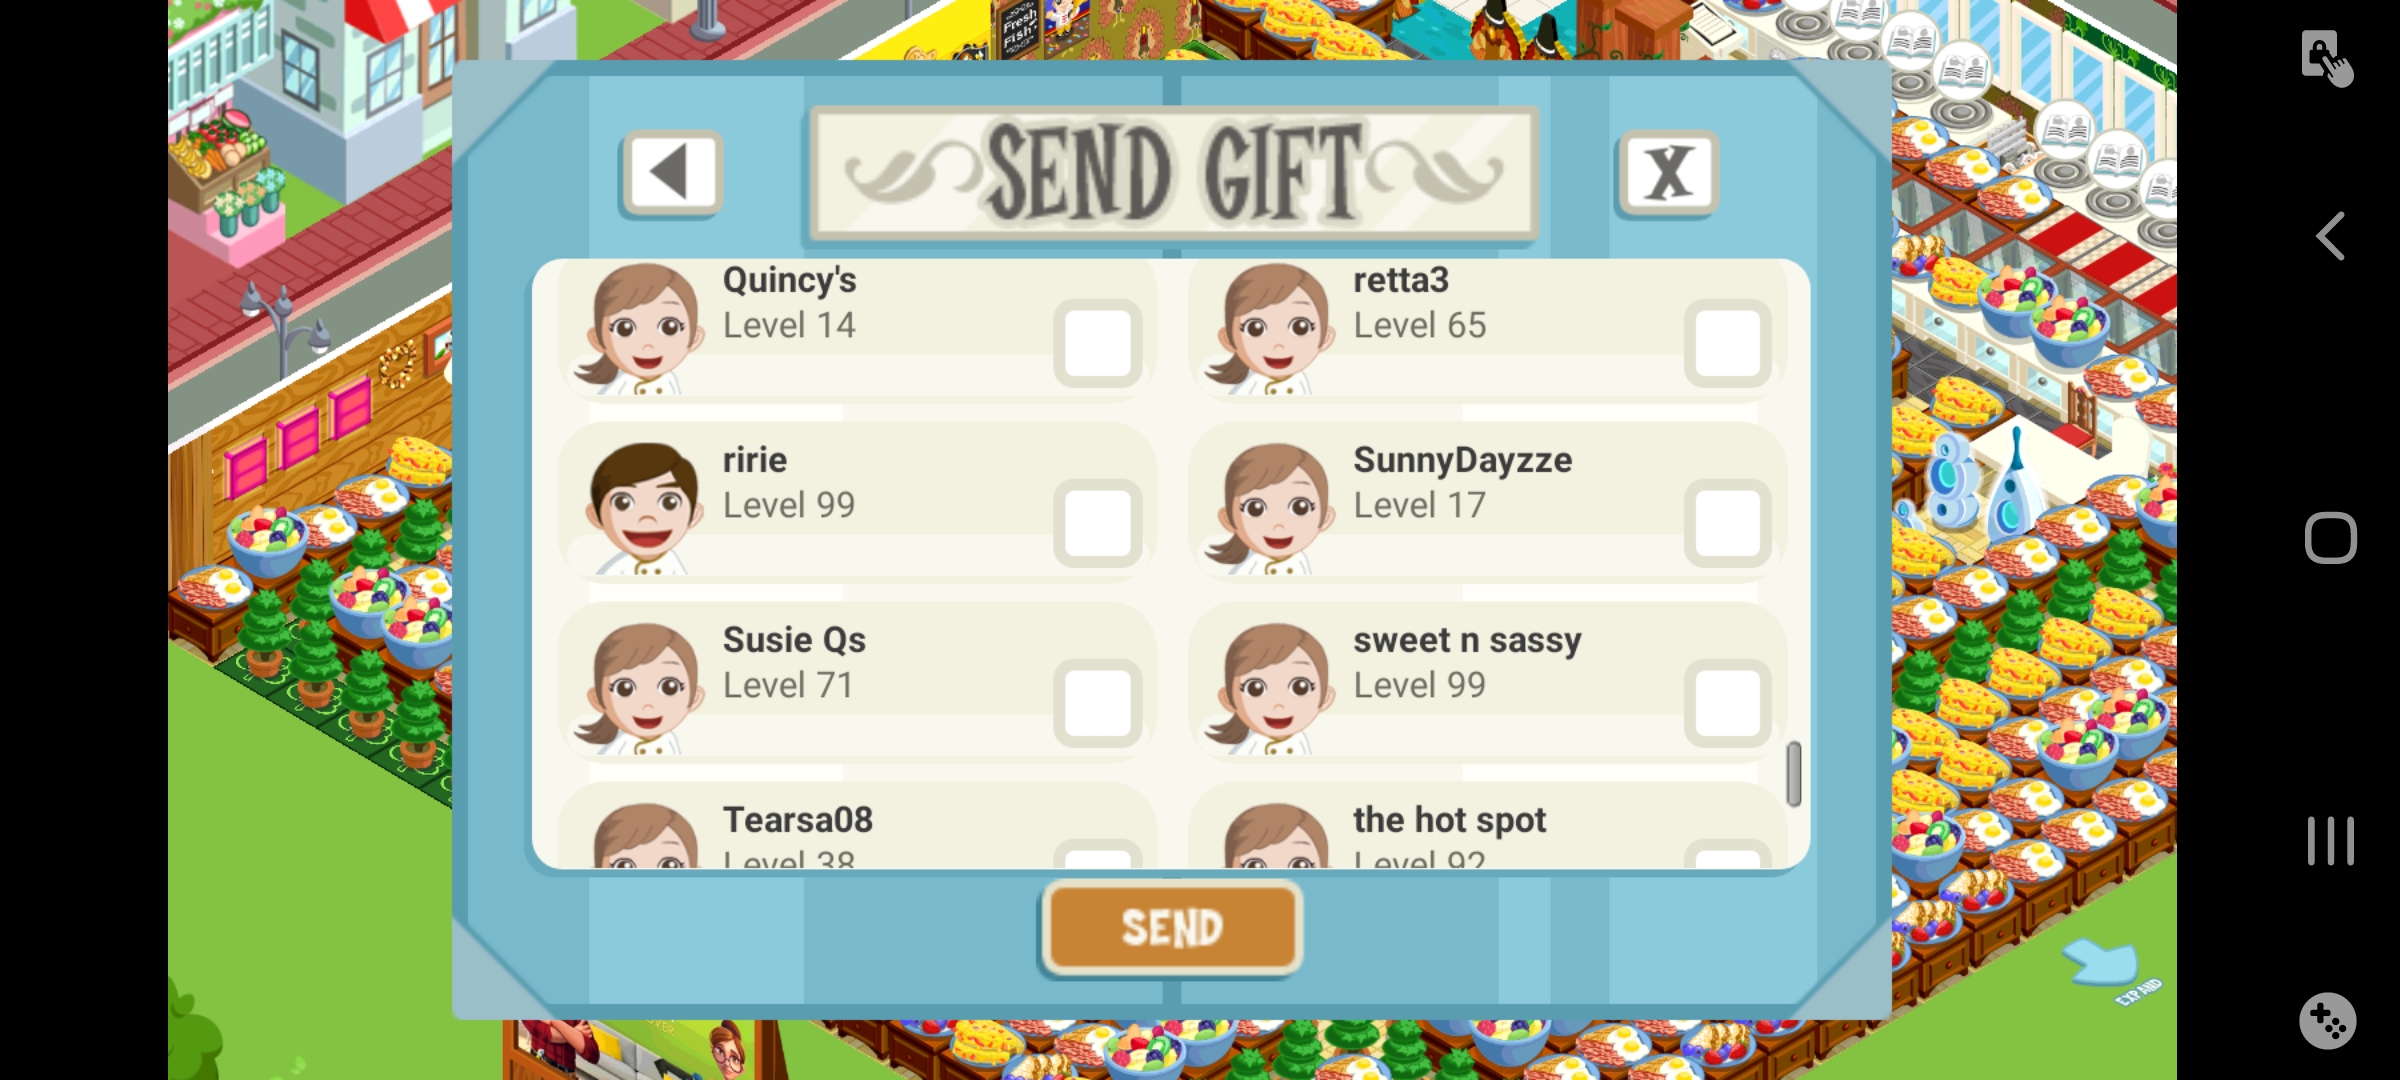 Fresh
Fish
SEND GIFT
X
Quincy's
Level 14
retta3
Level 65
ririe
Level 99
SunnyDayzze
Level 17
Susie Qs
Level 71
sweet n sassy
Level 99
Tearsa08
Level 38
the hot spot
Level 92
SEND
EXPAND